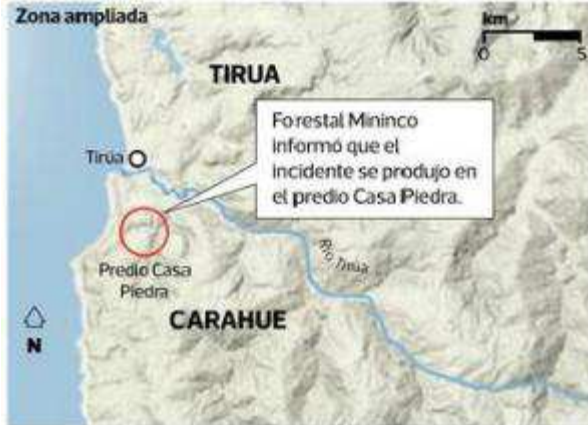 Zona ampliada
km
0 5
TIRUA
Forestal Mininco
informó que el
incidente se produjo en
el predio Casa Piedra.
Tirúa
Río Tirúa
Predio Casa
Piedra
CARAHUE
N